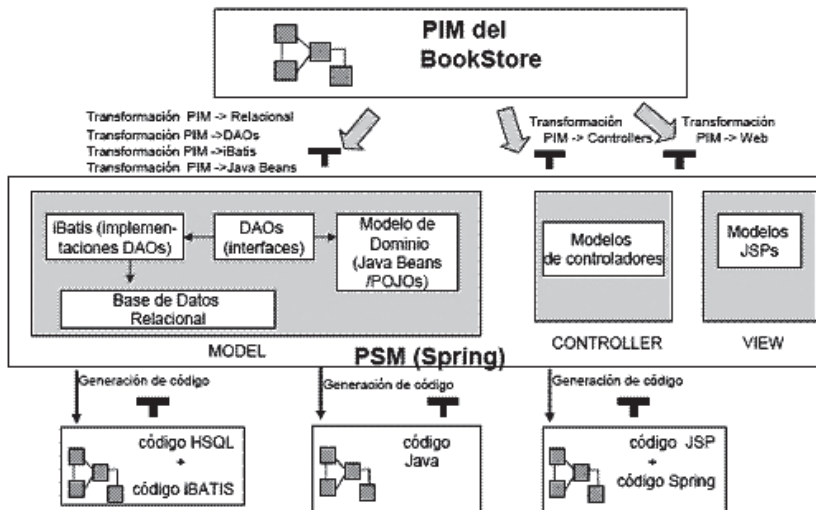 PIM del
BookStore
Transformación PIM -> Relacional
Transformación PIM ->DAOs
Transformación PIM ->iBatis
Transformación PIM ->Java Beans
Transformación
PIM -> Controllers
Transformación
PIM -> Web
iBatis (implemen-
taciones DAOs)
DAOs
(interfaces)
Modelo de
Dominio
(Java Beans
/POJOs)
Base de Datos
Relacional
Modelos
de controladores
Modelos
JSPs
MODEL
PSM (Spring)
CONTROLLER
VIEW
Generación de código
Generación de código
Generación de código
código HSQL
+
código iBATIS
código
Java
código JSP
+
código Spring